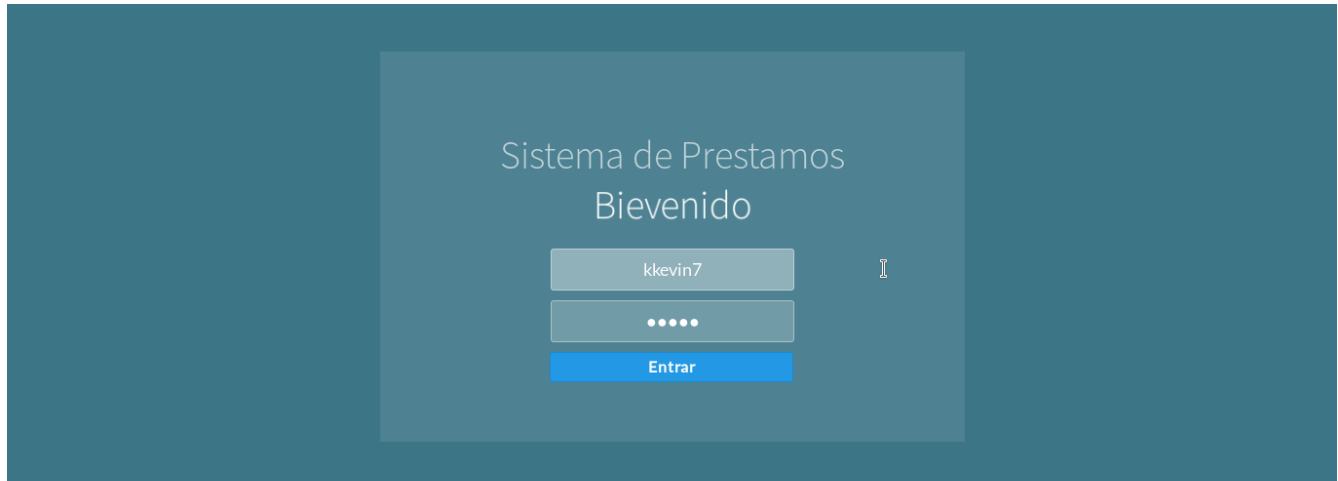 Sistema de Prestamos
Bievenido
kkevin7
•••••
Entrar